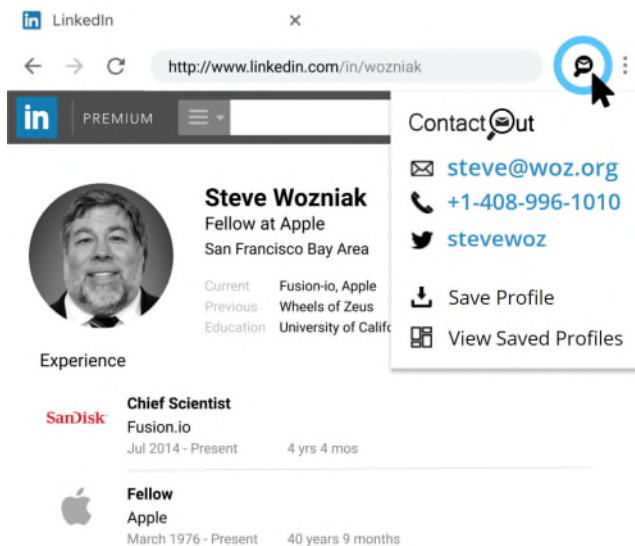 in LinkedIn ×
http://www.linkedin.com/in/wozniak
in PREMIUM
ContactOut
steve@woz.org
+1-408-996-1010
stevewoz
Save Profile
View Saved Profiles
Steve Wozniak
Fellow at Apple
San Francisco Bay Area
Current Fusion-io, Apple
Previous Wheels of Zeus
Education University of Califo
Experience
SanDisk
Chief Scientist
Fusion.io
Jul 2014 - Present 4 yrs 4 mos
Fellow
Apple
March 1976 - Present 40 years 9 months